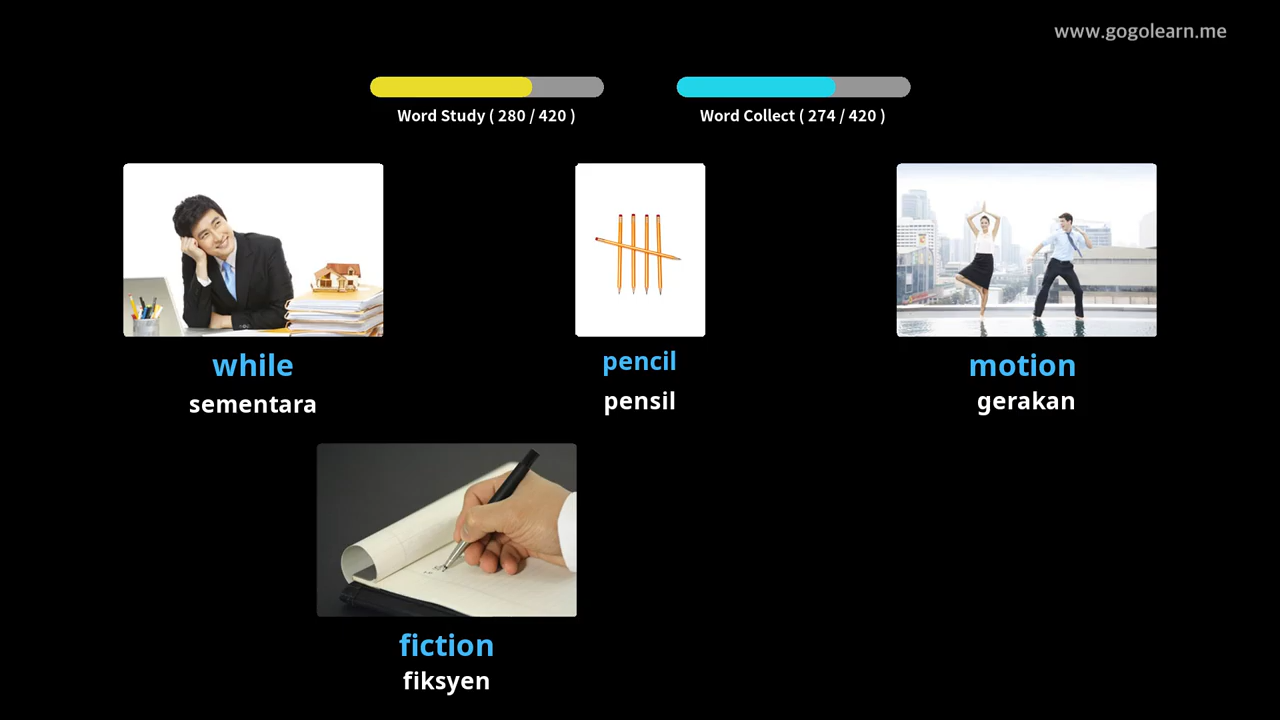 www.gogolearn.me
Word Study ( 280 / 420 )
Word Collect ( 274 / 420 )
while
sementara
pencil
pensil
motion
gerakan
fiction
fiksyen